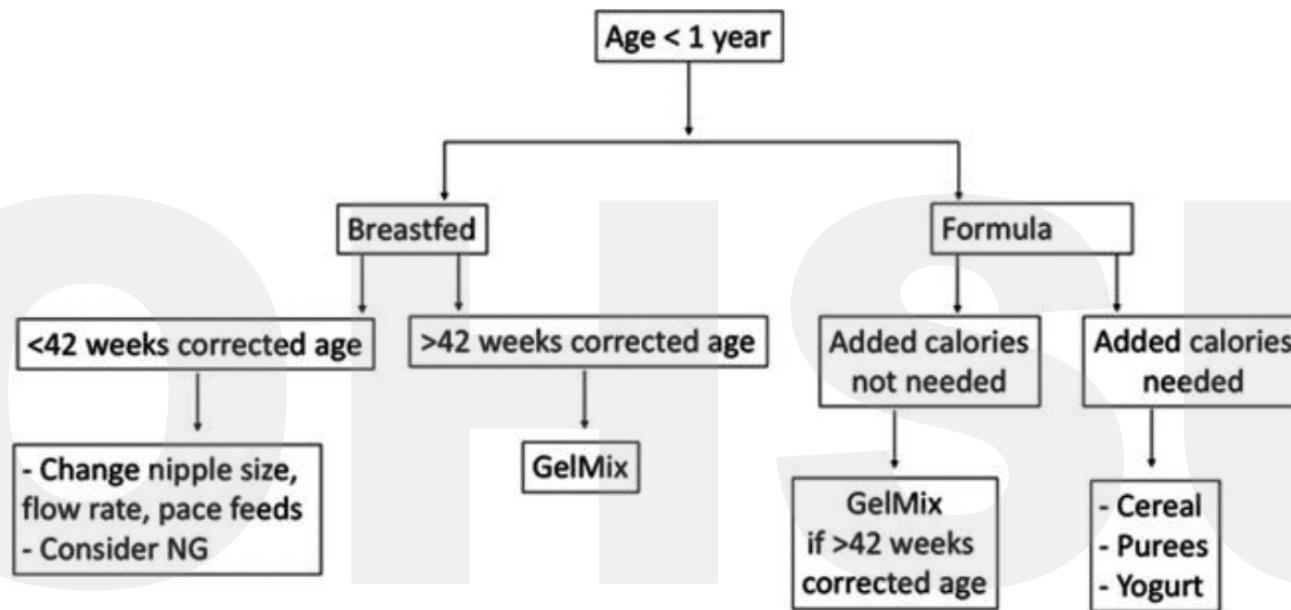 Age < 1 year
Breastfed
Formula
<42 weeks corrected age
>42 weeks corrected age
Added calories
not needed
Added calories
needed
- Change nipple size,
flow rate, pace feeds
- Consider NG
GelMix
GelMix
if >42 weeks
corrected age
- Cereal
- Purees
- Yogurt
OHSU